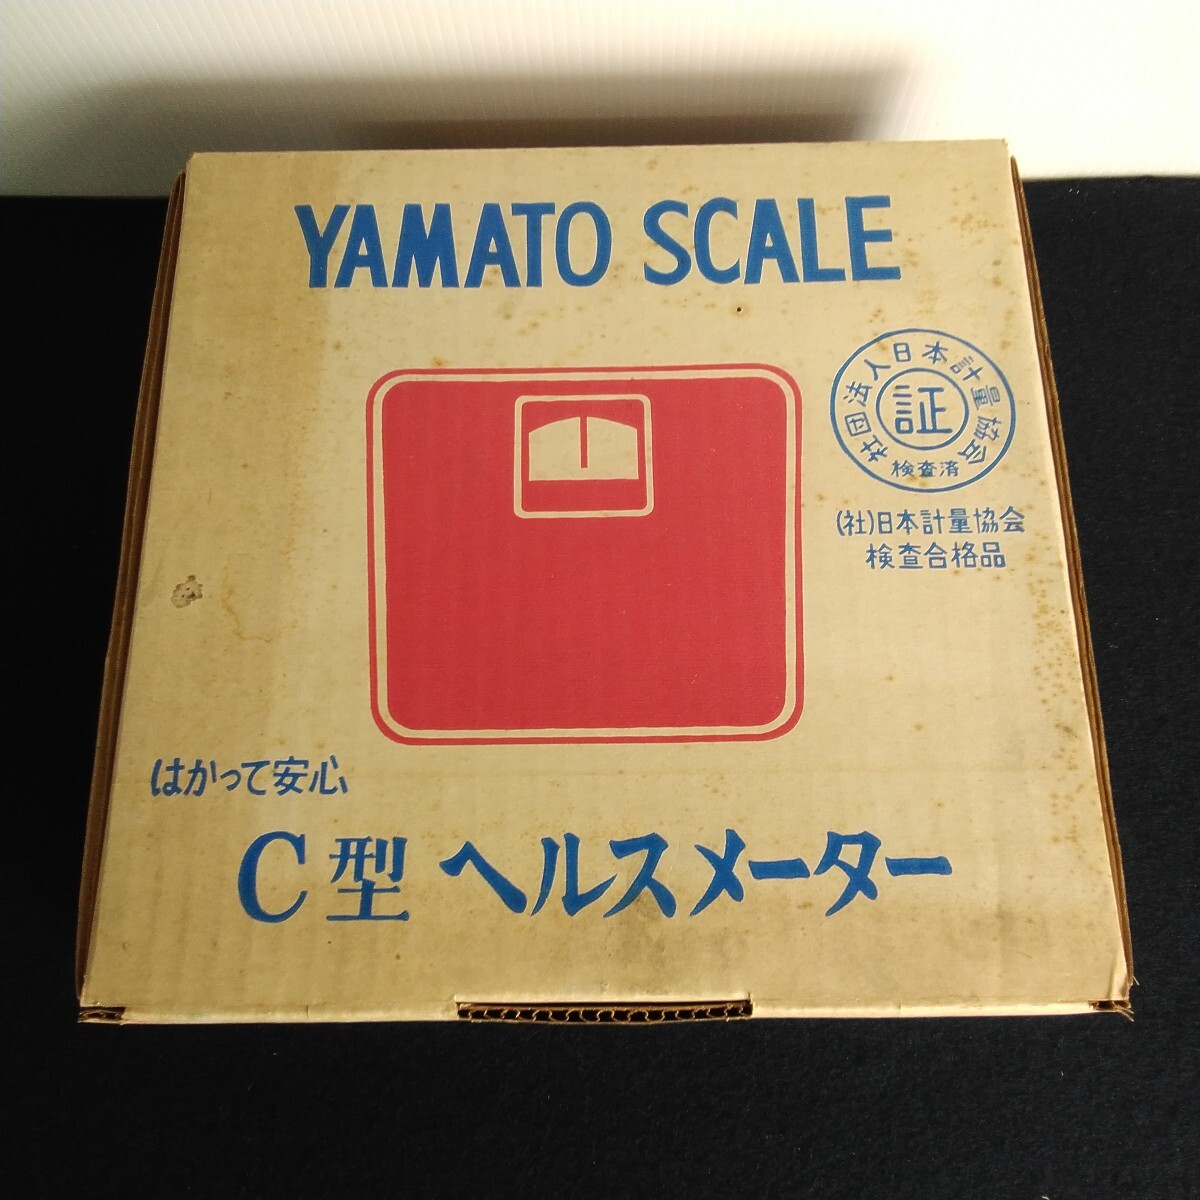 YAMATO SCALE
社団法人日本計量協会
証
検査済
(社)日本計量協会
検査合格品
はかって安心
C型 ヘルスメーター